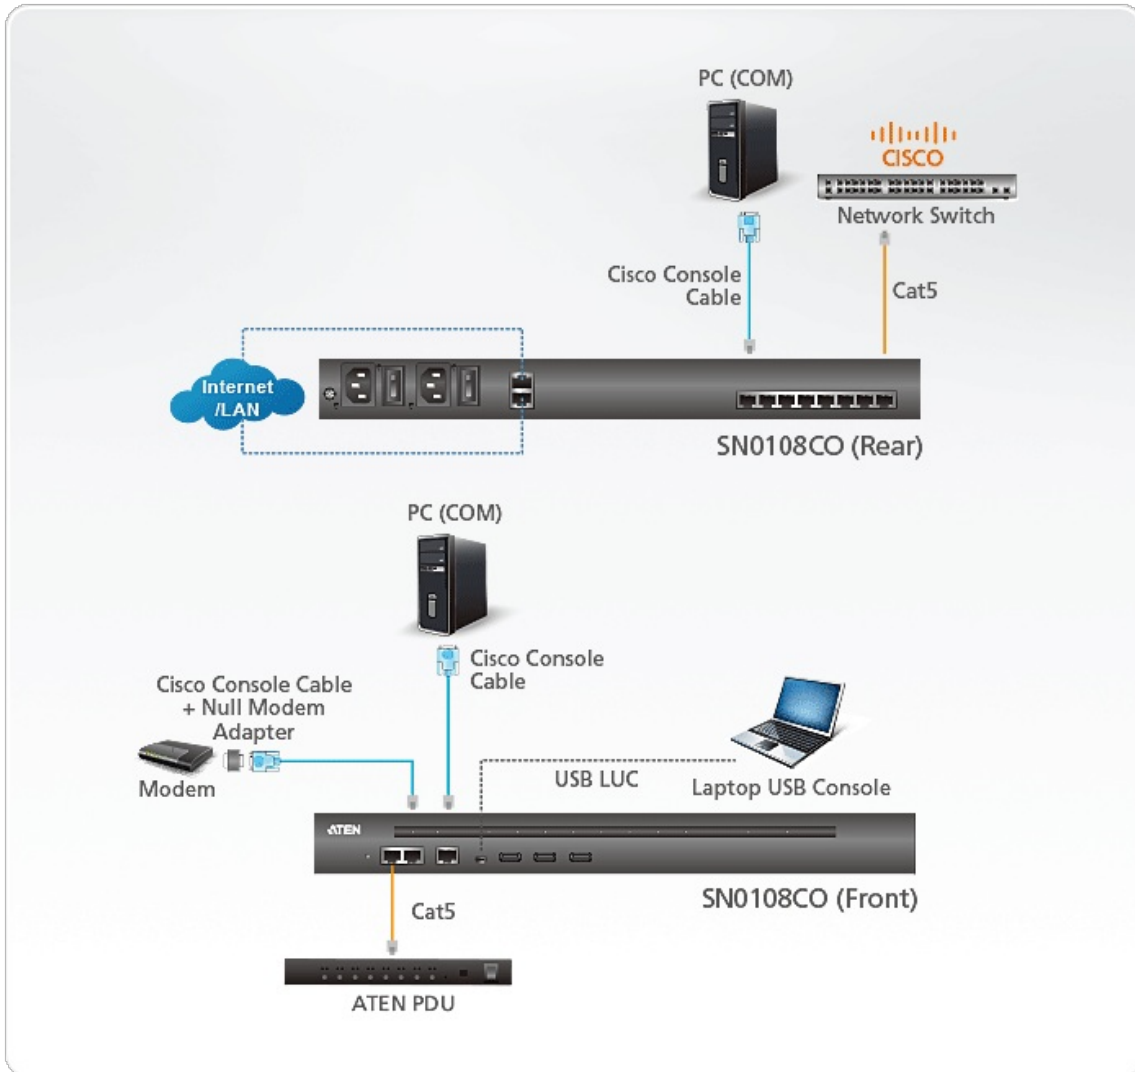 PC (COM)
CISCO
Network Switch
Cisco Console
Cable
Cat5
Internet
/LAN
SN0108CO (Rear)
PC (COM)
Cisco Console
Cable
Cisco Console Cable
+ Null Modem
Adapter
Modem
USB LUC
Laptop USB Console
ATEN
SN0108CO (Front)
Cat5
ATEN PDU